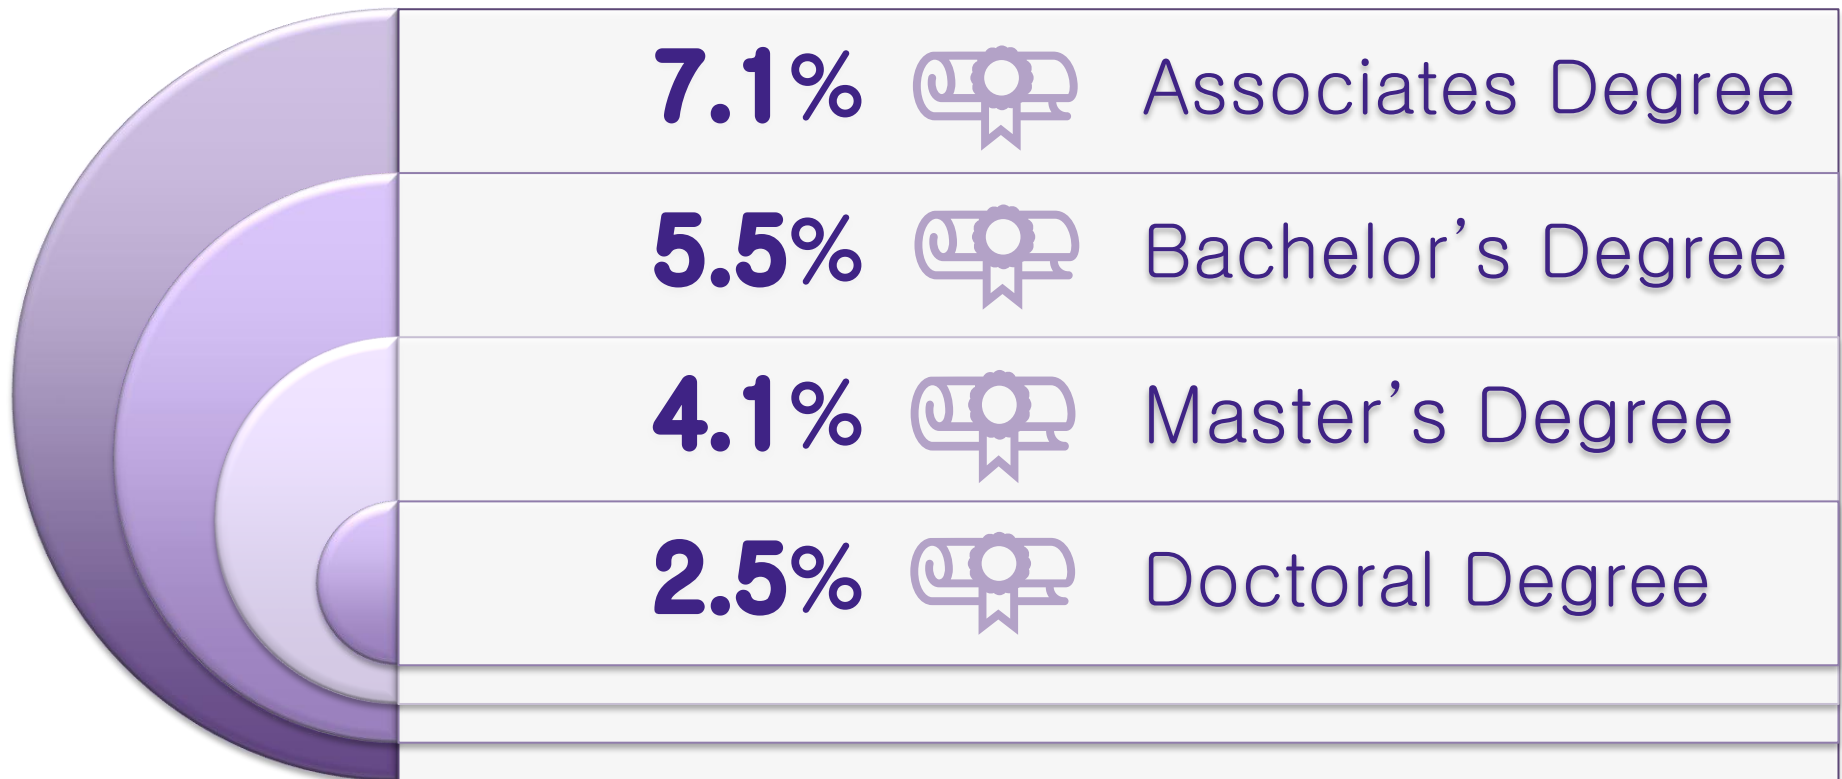 7.1% Associates Degree
5.5% Bachelor’s Degree
4.1% Master’s Degree
2.5% Doctoral Degree